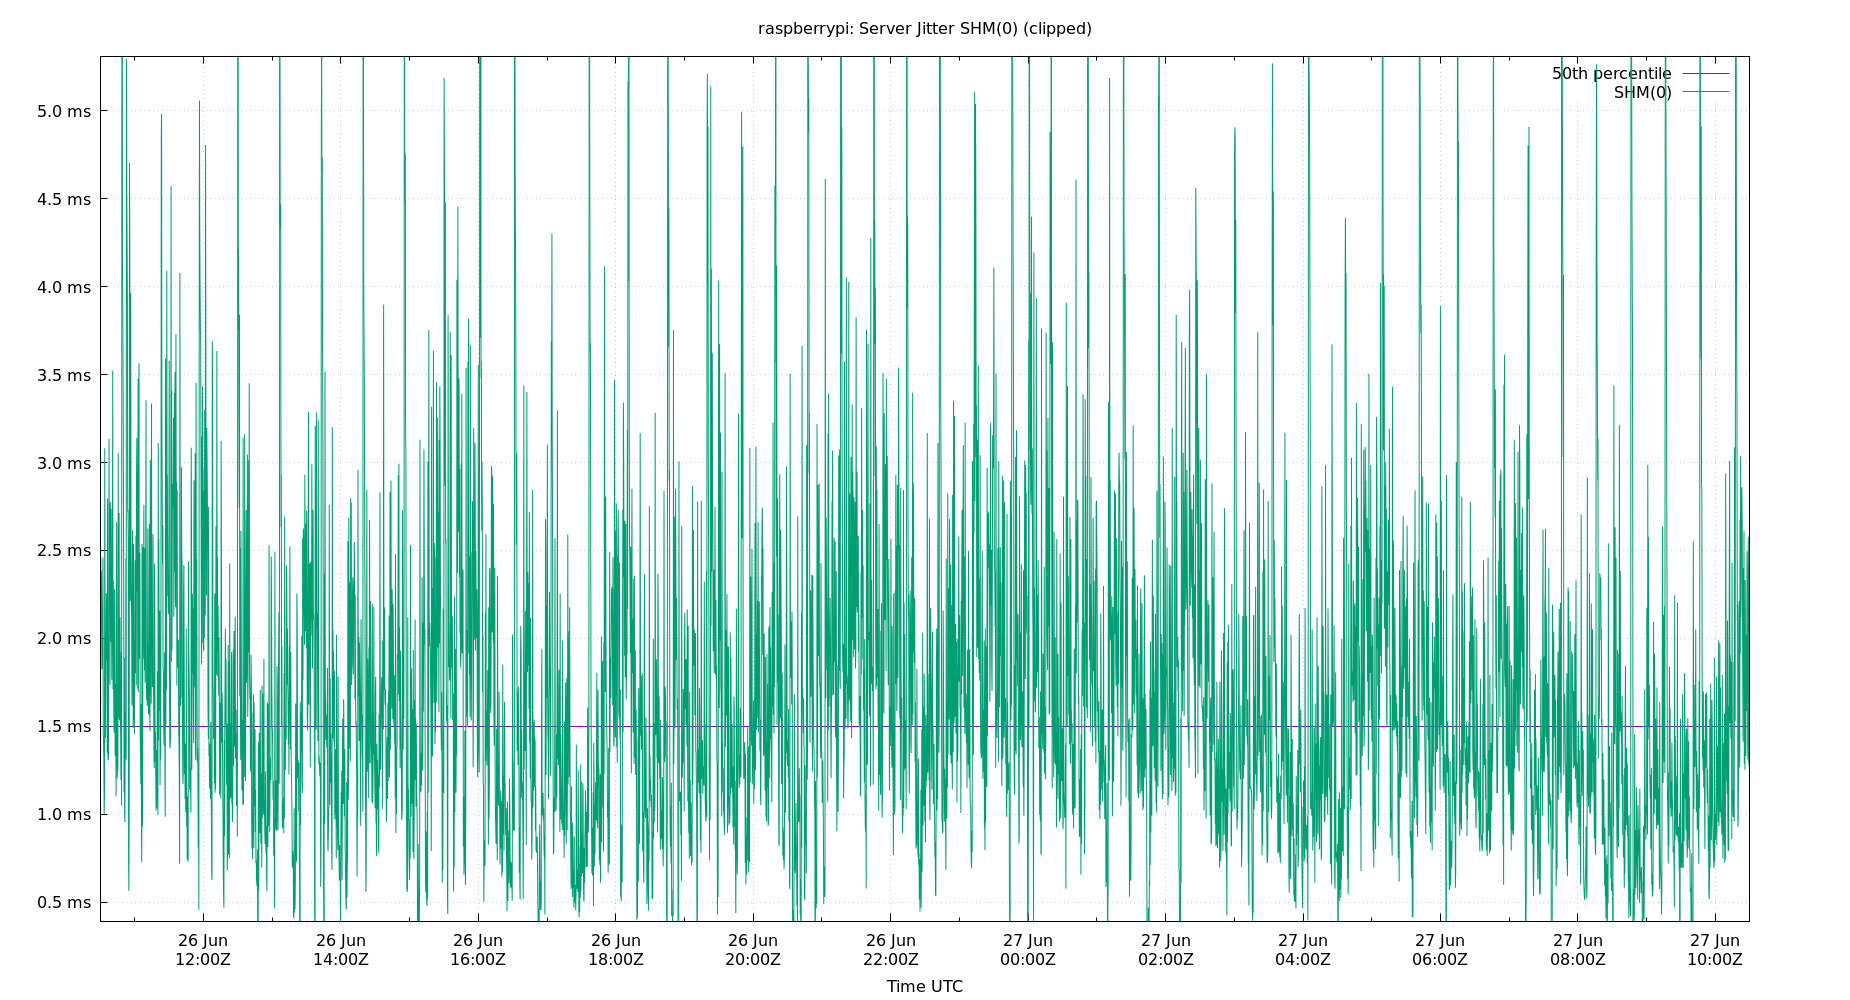 raspberrypi: Server Jitter SHM(0) (clipped)
50th percentile
SHM(0)
5.0 ms
4.5 ms
4.0 ms
3.5 ms
3.0 ms
2.5 ms
2.0 ms
1.5 ms
1.0 ms
0.5 ms
26 Jun 26 Jun 26 Jun 26 Jun 26 Jun 26 Jun 27 Jun 27 Jun 27 Jun 27 Jun 27 Jun 27 Jun
12:00Z 14:00Z 16:00Z 18:00Z 20:00Z 22:00Z 00:00Z 02:00Z 04:00Z 06:00Z 08:00Z 10:00Z
Time UTC